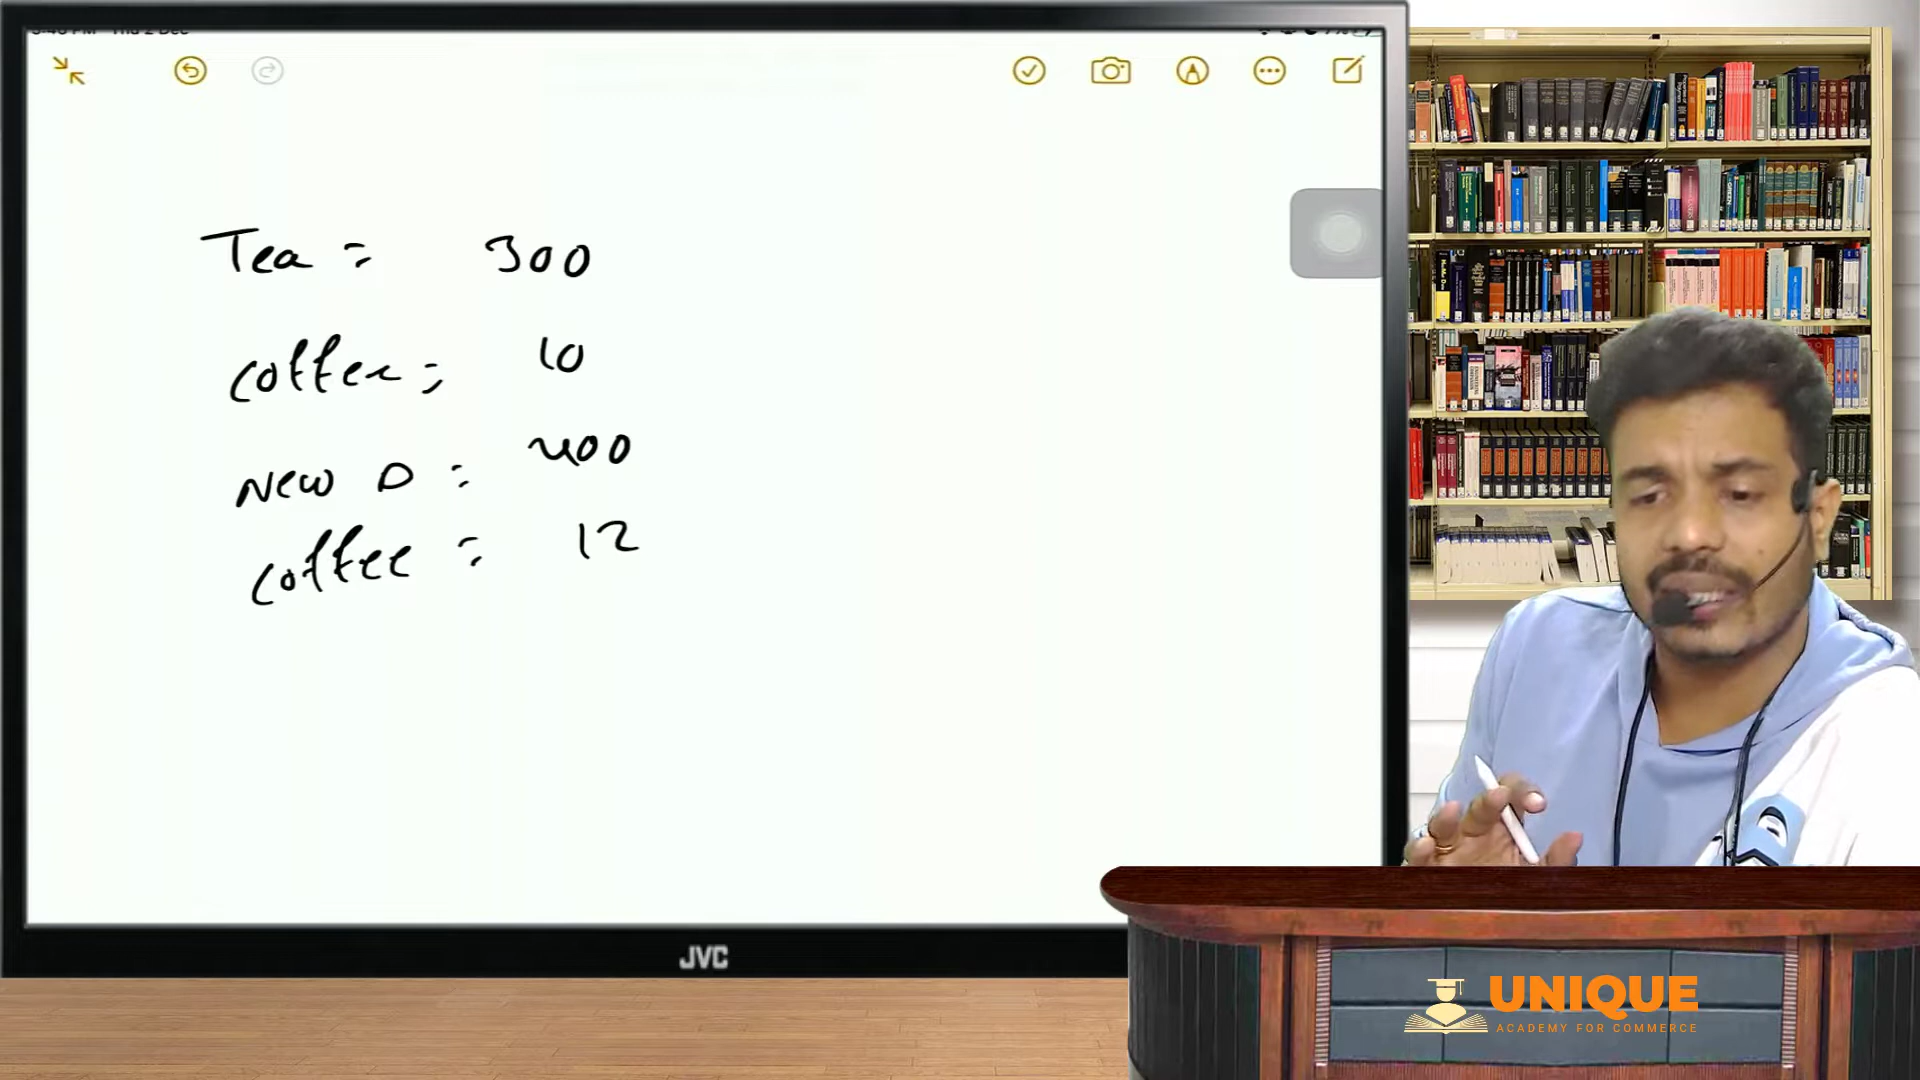 Tea = 300
coffee = 10
New D = 400
coffee = 12
JVC
UNIQUE
ACADEMY FOR COMMERCE